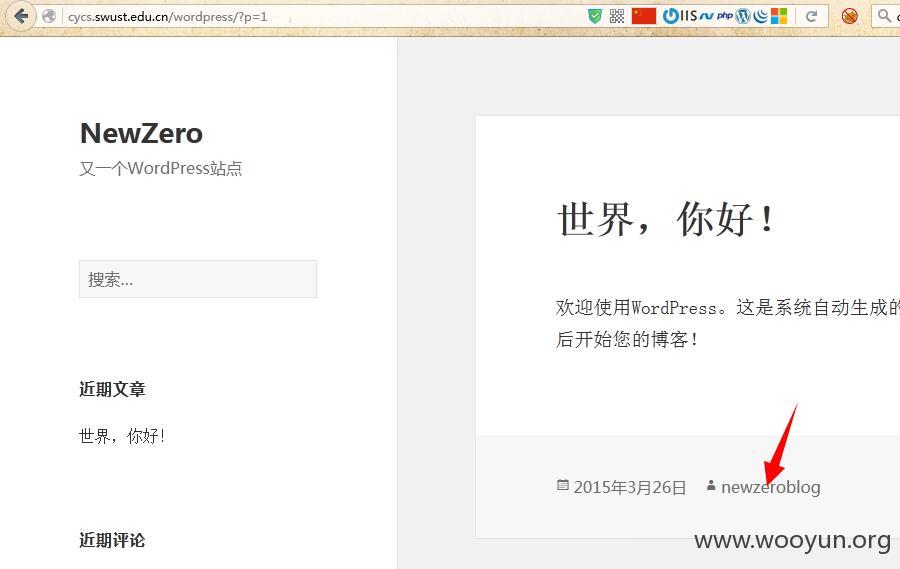 cycs.swust.edu.cn/wordpress/?p=1
IIS
php
NewZero
又一个WordPress站点
搜索...
近期文章
世界，你好！
近期评论
世界，你好！
欢迎使用WordPress。这是系统自动生成的
后开始您的博客！
2015年3月26日 newzeroblog
www.wooyun.org